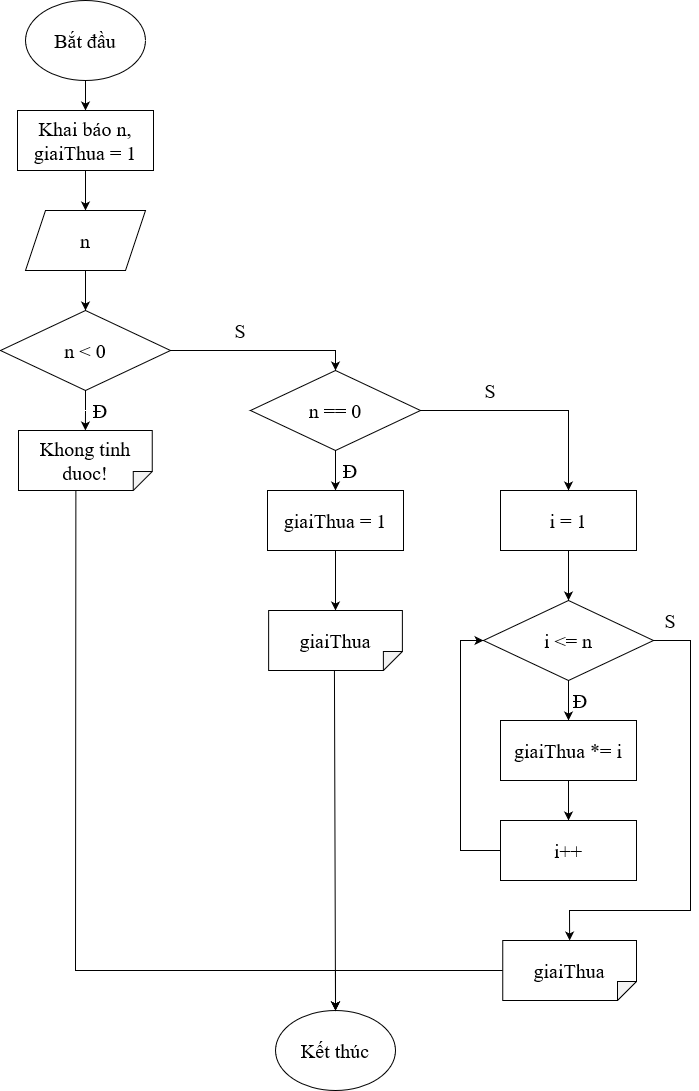 Bắt đầu
Khai báo n,
giaiThua = 1
n
n < 0
S
Đ
Khong tinh
duoc!
n == 0
S
Đ
giaiThua = 1
giaiThua
i = 1
i <= n
S
Đ
giaiThua *= i
i++
giaiThua
Kết thúc